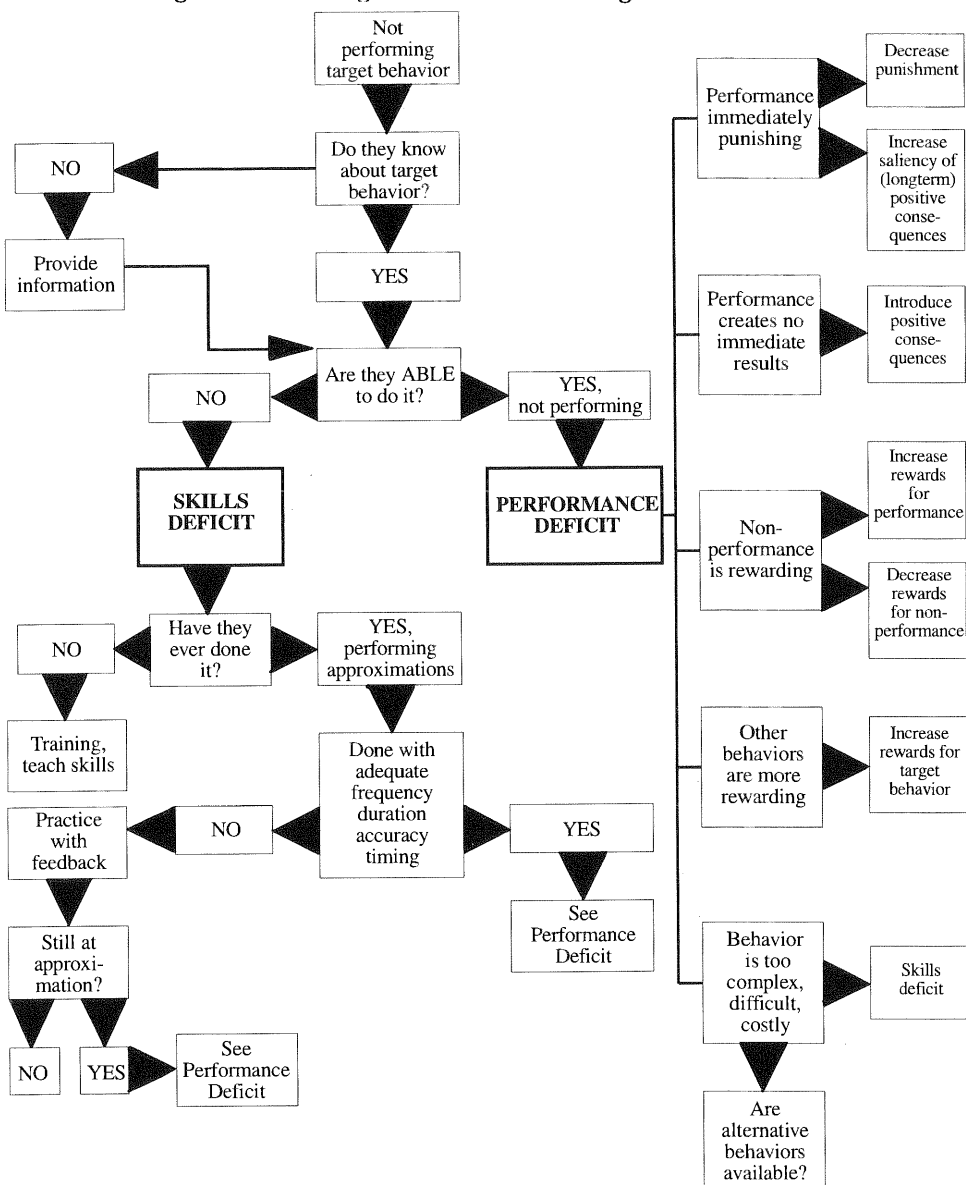 Not
performing
target behavior
Do they know
about target
behavior?
NO
Provide
information
YES
Are they ABLE
to do it?
NO
YES,
not performing
SKILLS
DEFICIT
PERFORMANCE
DEFICIT
Have they
ever done
it?
NO
YES,
performing
approximations
Training,
teach skills
Done with
adequate
frequency
duration
accuracy
timing
NO
YES
Practice
with
feedback
See
Performance
Deficit
Still at
approxi-
mation?
NO
YES
See
Performance
Deficit
Performance
immediately
punishing
Decrease
punishment
Increase
saliency of
(longterm)
positive
conse-
quences
Performance
creates no
immediate
results
Introduce
positive
conse-
quences
Non-
performance
is rewarding
Increase
rewards
for
performance
Decrease
rewards
for non-
performance
Other
behaviors
are more
rewarding
Increase
rewards for
target
behavior
Behavior
is too
complex,
difficult,
costly
Skills
deficit
Are
alternative
behaviors
available?